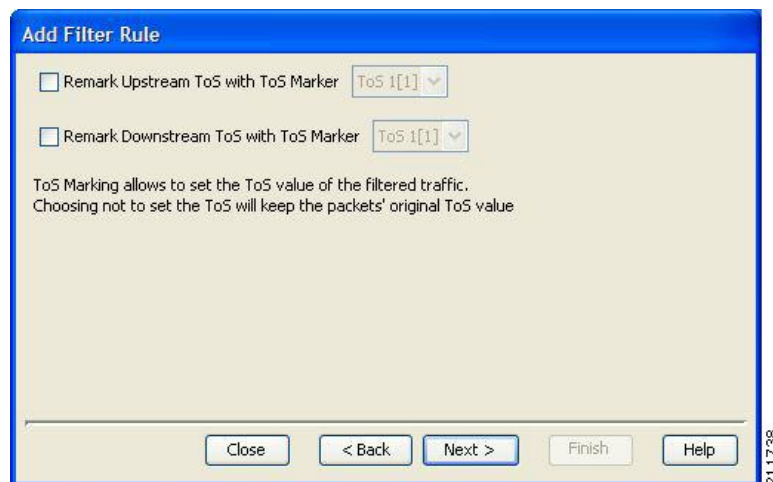 Add Filter Rule
Remark Upstream ToS with ToS Marker ToS 1[1]
Remark Downstream ToS with ToS Marker ToS 1[1]
ToS Marking allows to set the ToS value of the filtered traffic.
Choosing not to set the ToS will keep the packets' original ToS value
Close < Back Next > Finish Help
211738